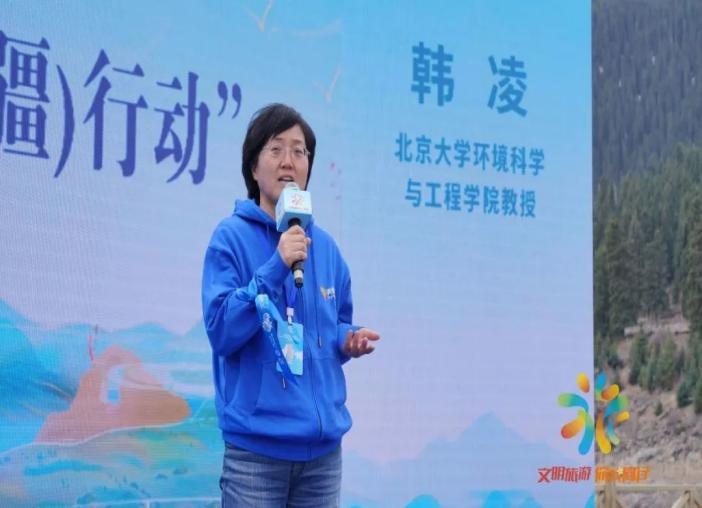 疆)行动”
韩凌
北京大学环境科学
与工程学院教授
文明旅游